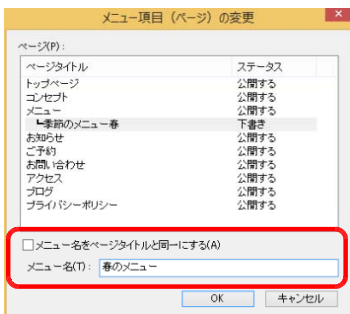 メニュー項目（ページ）の変更
ページ(P)：
ページタイトル ステータス
トップページ 公開する
コンセプト 公開する
メニュー 公開する
┗季節のメニュー春 下書き
お知らせ 公開する
ご予約 公開する
お問い合わせ 公開する
アクセス 公開する
ブログ 公開する
プライバシーポリシー 公開する
メニュー名をページタイトルと同一にする(A)
メニュー名(T)： 春のメニュー
OK キャンセル